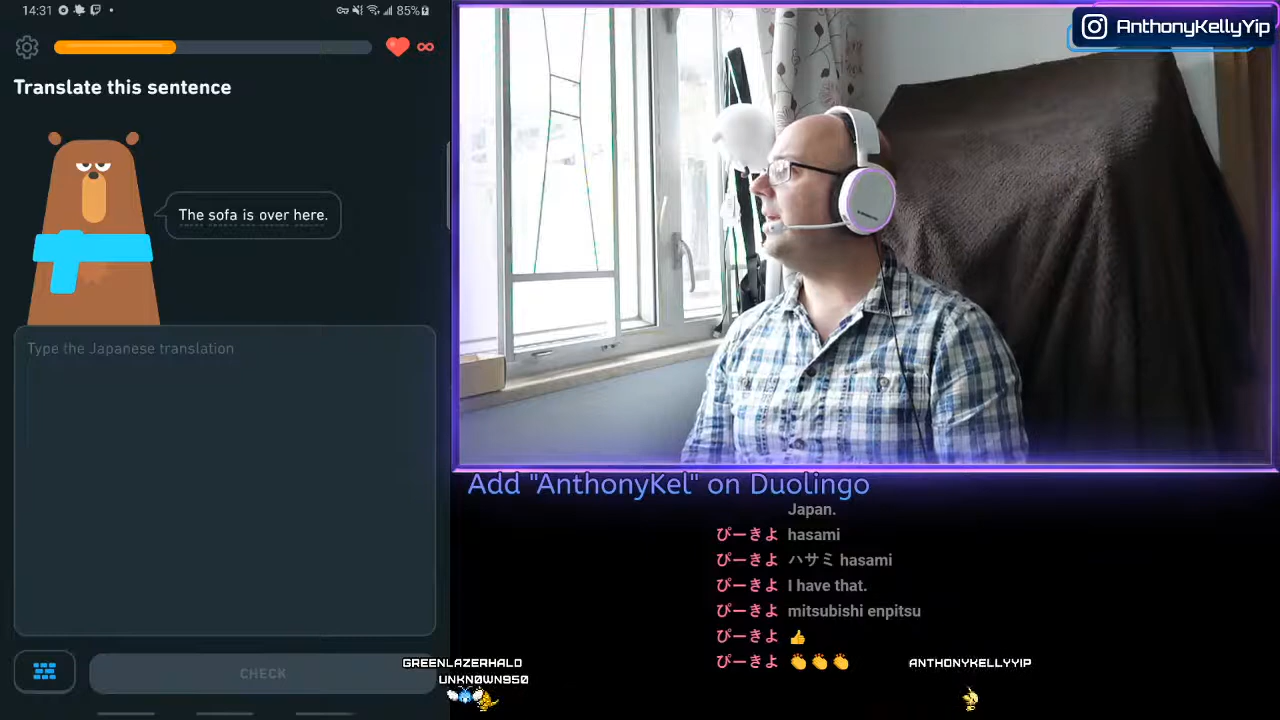 14:31
85%
AnthonyKellyYip
∞
Translate this sentence
The sofa is over here.
Type the Japanese translation
CHECK
Add "AnthonyKel" on Duolingo
Japan.
ぴーきよ hasami
ぴーきよ ハサミ hasami
ぴーきよ I have that.
ぴーきよ mitsubishi enpitsu
ぴーきよ 👍
ぴーきよ 👏👏👏
GREENLAZERHALO
UNKN0WN950
ANTHONYKELLYYIP